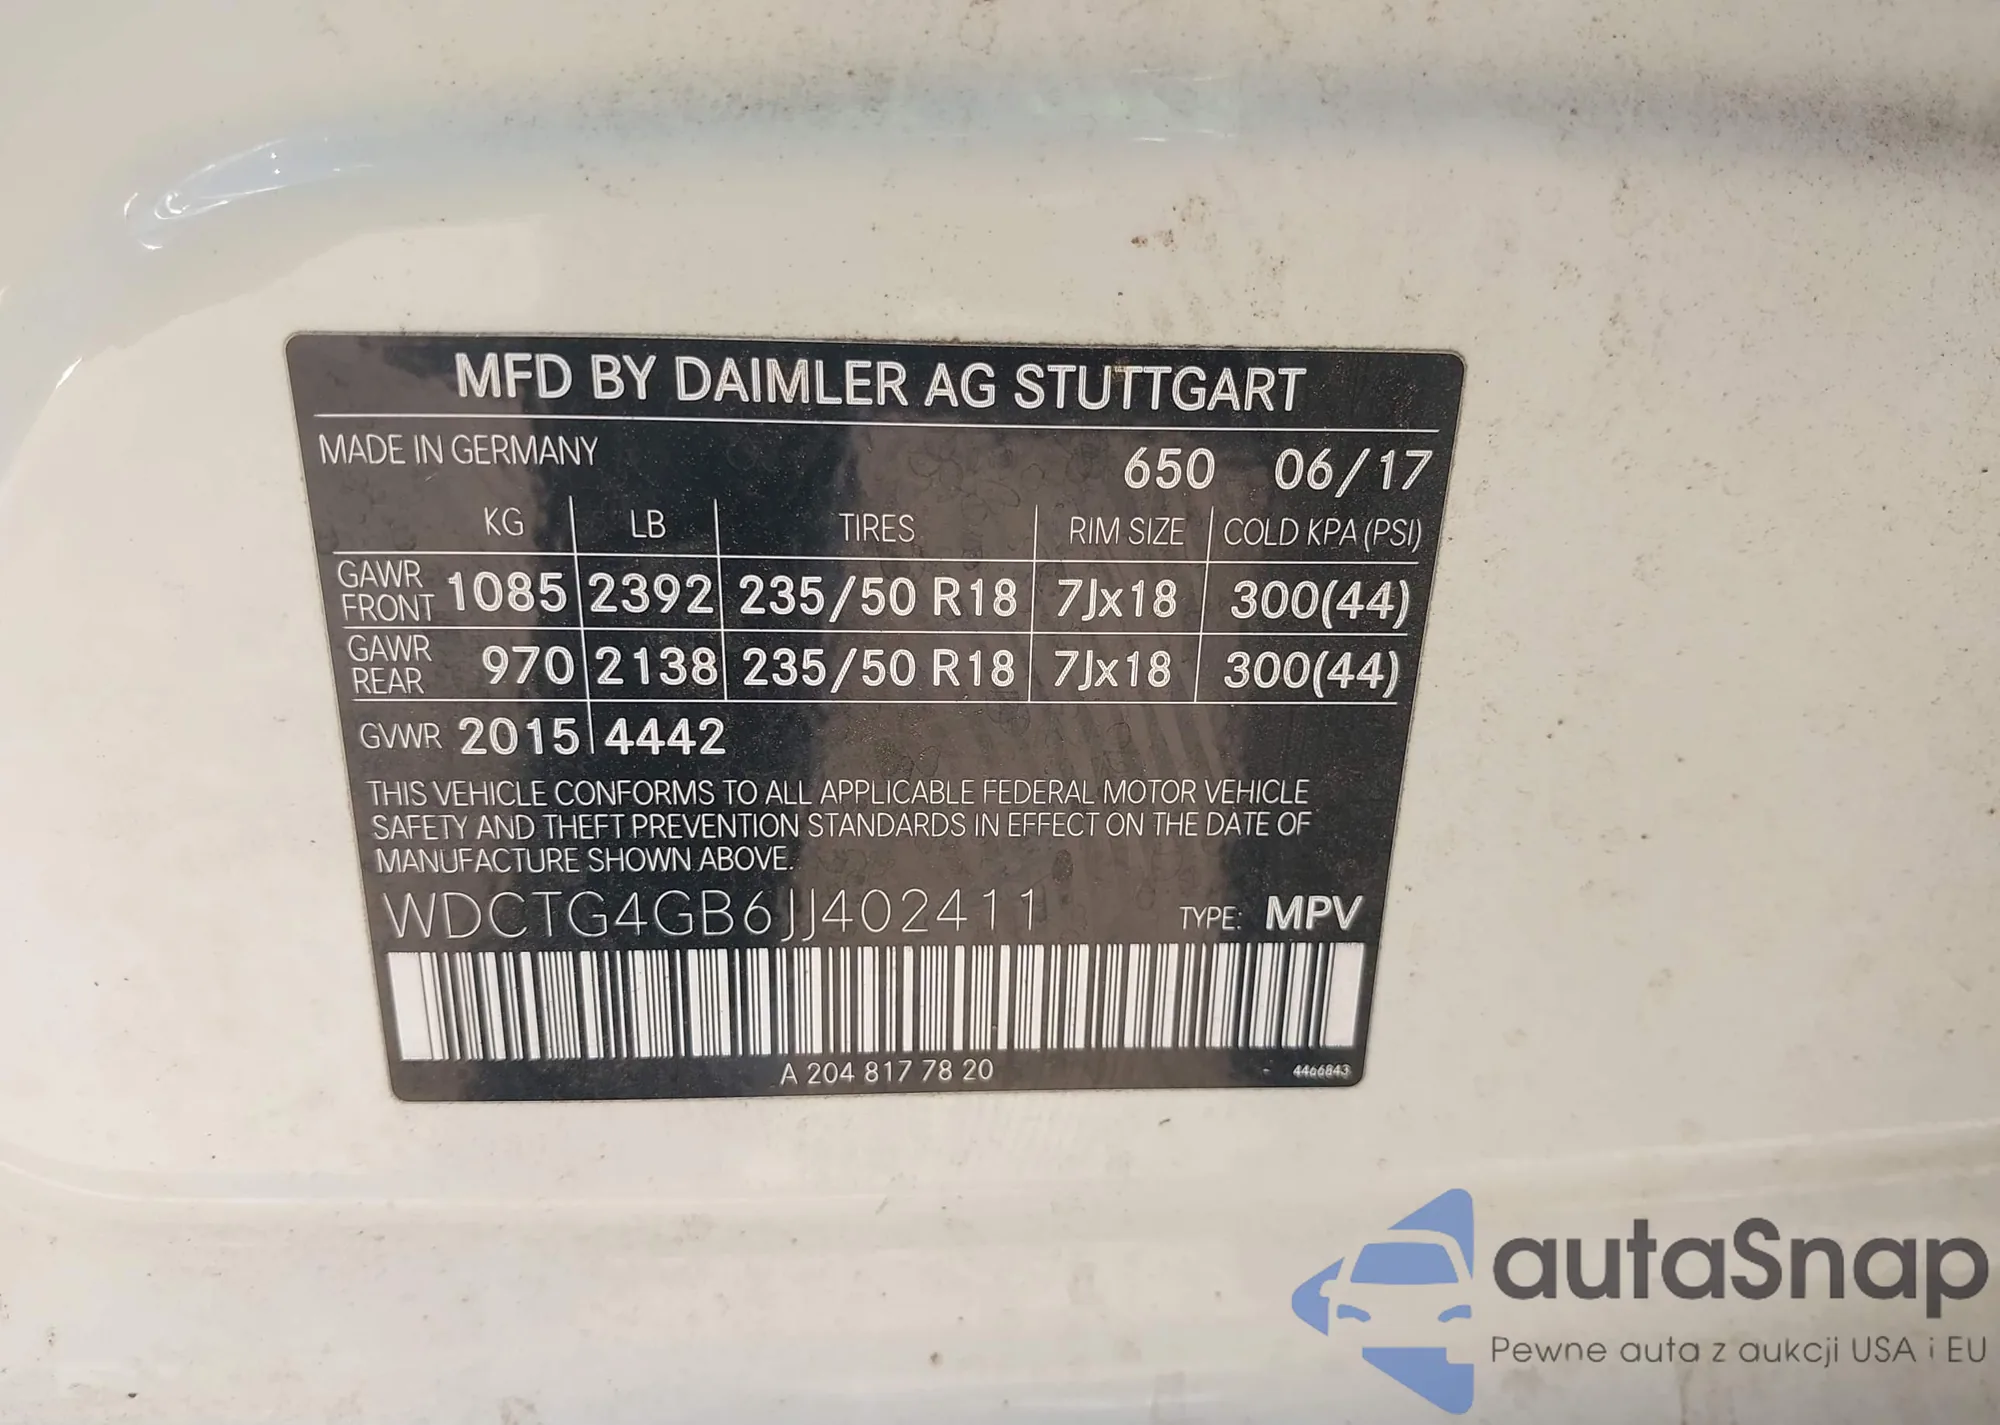 MFD BY DAIMLER AG STUTTGART
MADE IN GERMANY 650 06/17
KG LB TIRES RIM SIZE COLD KPA (PSI)
GAWR FRONT 1085 2392 235/50 R18 7Jx18 300(44)
GAWR REAR 970 2138 235/50 R18 7Jx18 300(44)
GVWR 2015 4442
THIS VEHICLE CONFORMS TO ALL APPLICABLE FEDERAL MOTOR VEHICLE
SAFETY AND THEFT PREVENTION STANDARDS IN EFFECT ON THE DATE OF
MANUFACTURE SHOWN ABOVE.
WDCTG4GB6JJ402411 TYPE: MPV
A 204 817 78 20 4466843
autaSnap
Pewne auta z aukcji USA i EU